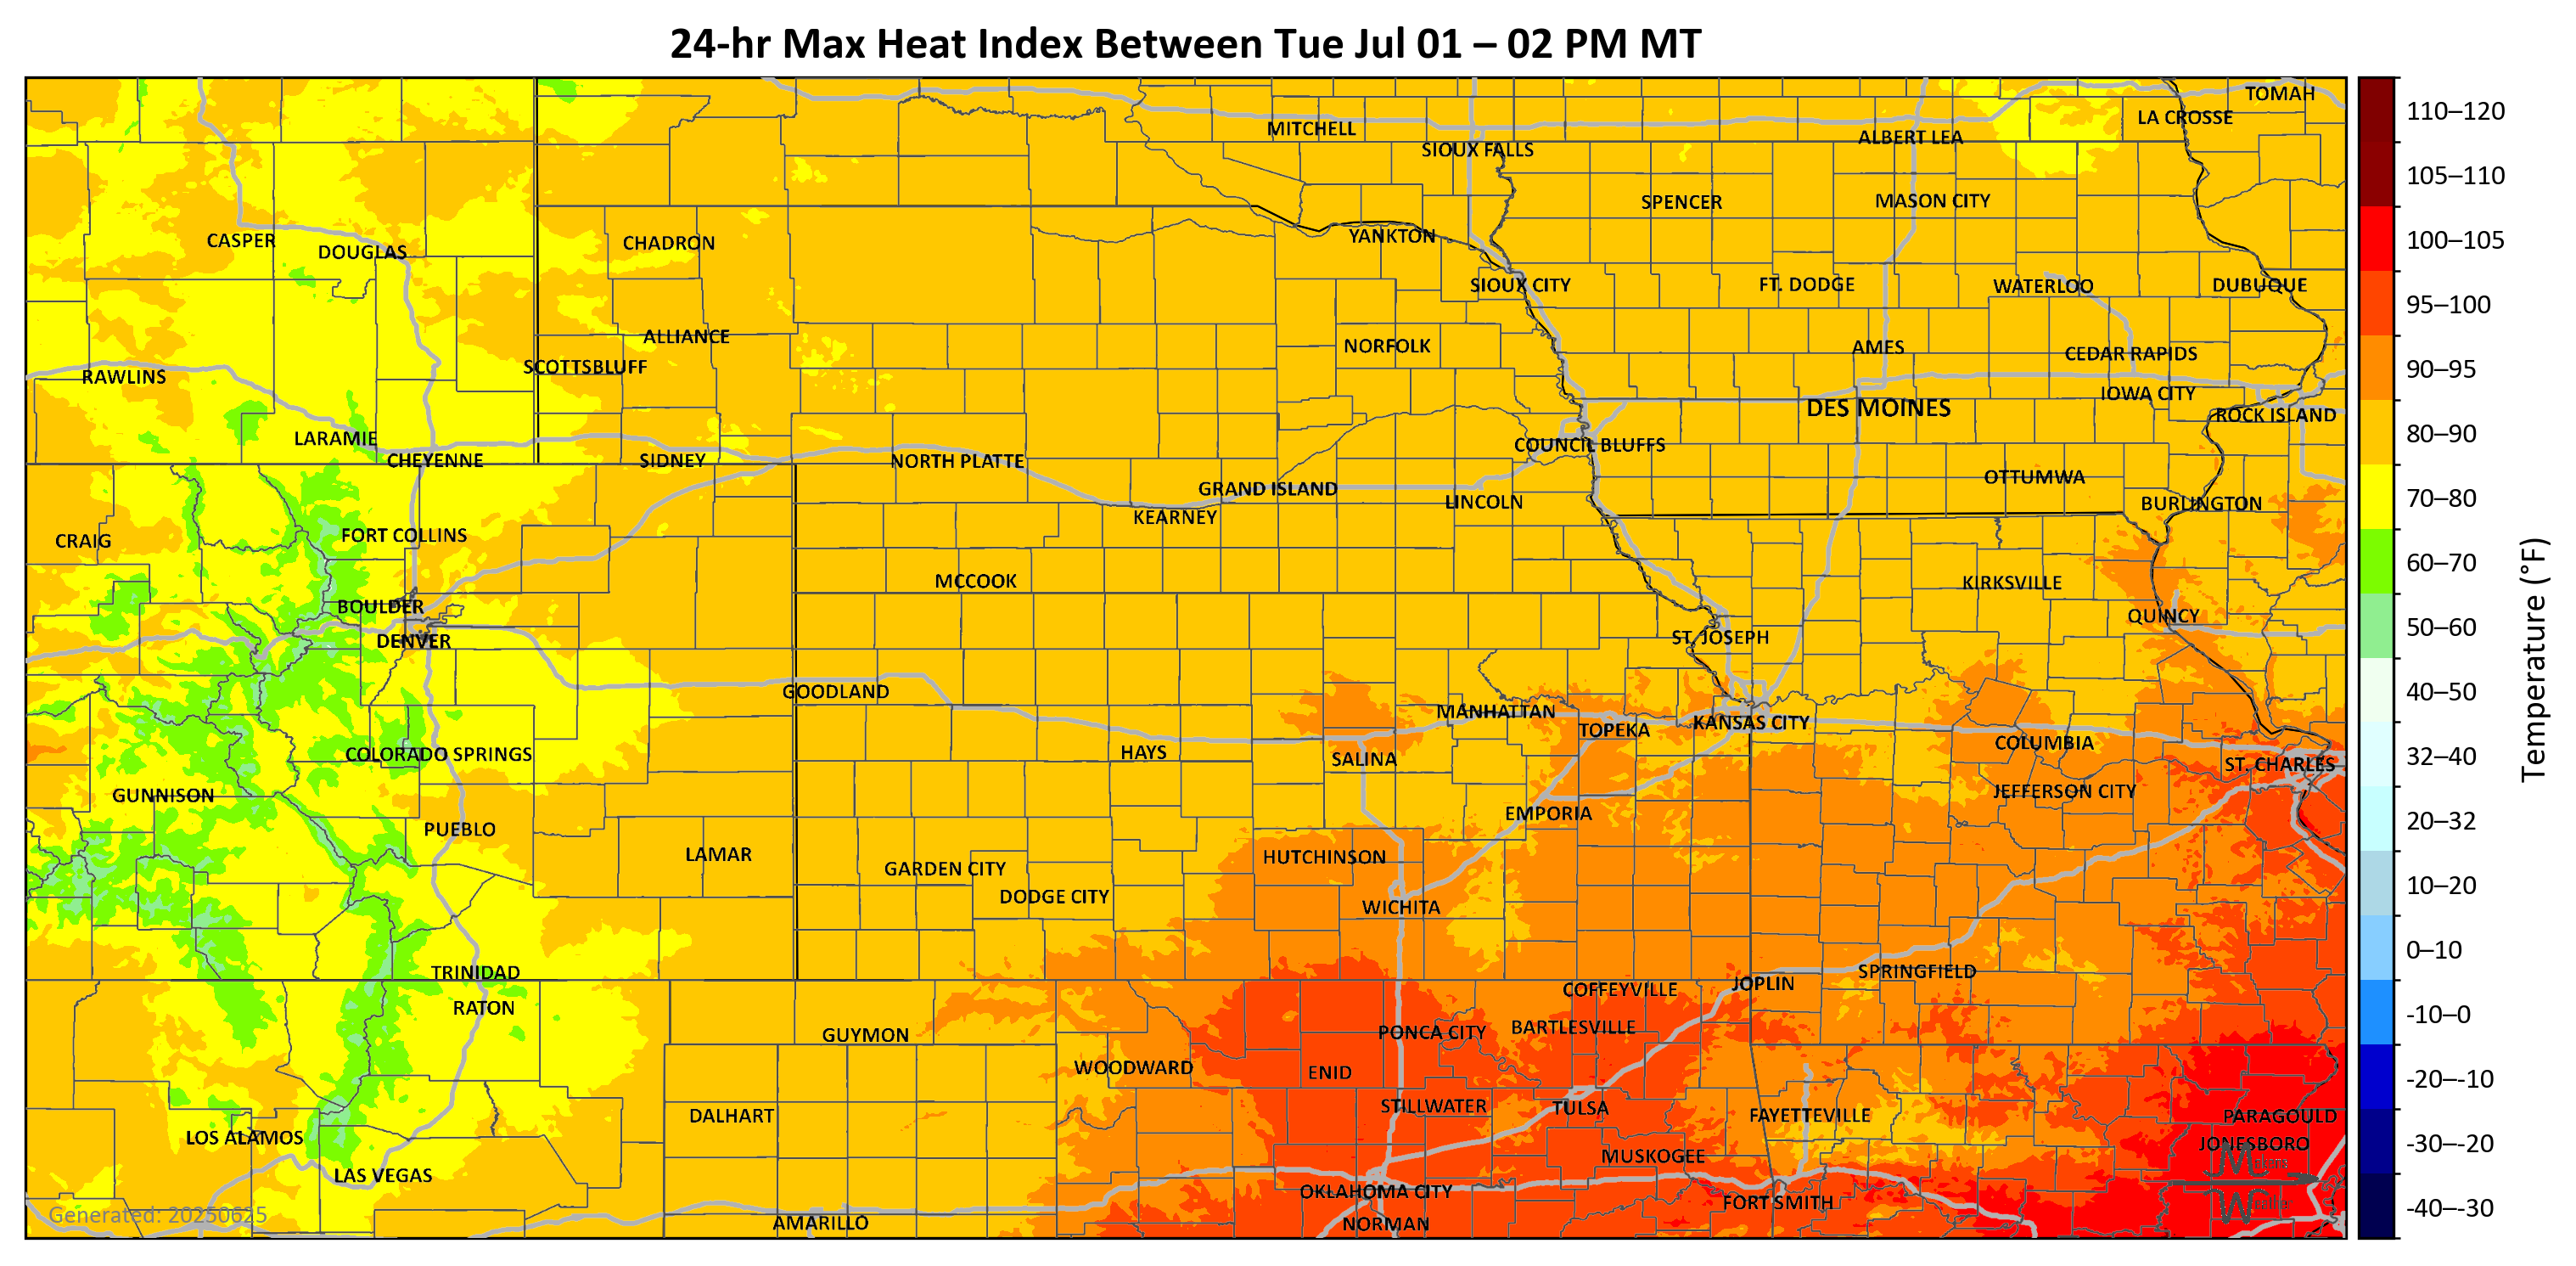 24-hr Max Heat Index Between Tue Jul 01 – 02 PM MT
TOMAH
LA CROSSE
MITCHELL
ALBERT LEA
SIOUX FALLS
SPENCER
MASON CITY
CASPER
DOUGLAS
CHADRON
YANKTON
SIOUX CITY
FT. DODGE
WATERLOO
DUBUQUE
ALLIANCE
NORFOLK
AMES
CEDAR RAPIDS
SCOTTSBLUFF
RAWLINS
IOWA CITY
DES MOINES
ROCK ISLAND
LARAMIE
COUNCIL BLUFFS
CHEYENNE
SIDNEY
NORTH PLATTE
OTTUMWA
GRAND ISLAND
LINCOLN
BURLINGTON
KEARNEY
FORT COLLINS
CRAIG
MCCOOK
KIRKSVILLE
BOULDER
QUINCY
DENVER
ST. JOSEPH
GOODLAND
MANHATTAN
TOPEKA
KANSAS CITY
COLUMBIA
HAYS
COLORADO SPRINGS
SALINA
ST. CHARLES
GUNNISON
JEFFERSON CITY
EMPORIA
PUEBLO
LAMAR
HUTCHINSON
GARDEN CITY
DODGE CITY
WICHITA
TRINIDAD
SPRINGFIELD
JOPLIN
COFFEYVILLE
RATON
GUYMON
PONCA CITY
BARTLESVILLE
WOODWARD
ENID
STILLWATER
TULSA
DALHART
FAYETTEVILLE
PARAGOULD
LOS ALAMOS
JONESBORO
MUSKOGEE
LAS VEGAS
OKLAHOMA CITY
FORT SMITH
AMARILLO
NORMAN
Generated: 20250625
110–120
105–110
100–105
95–100
90–95
80–90
70–80
60–70
50–60
40–50
32–40
20–32
10–20
0–10
-10–0
-20–-10
-30–-20
-40–-30
Temperature (°F)